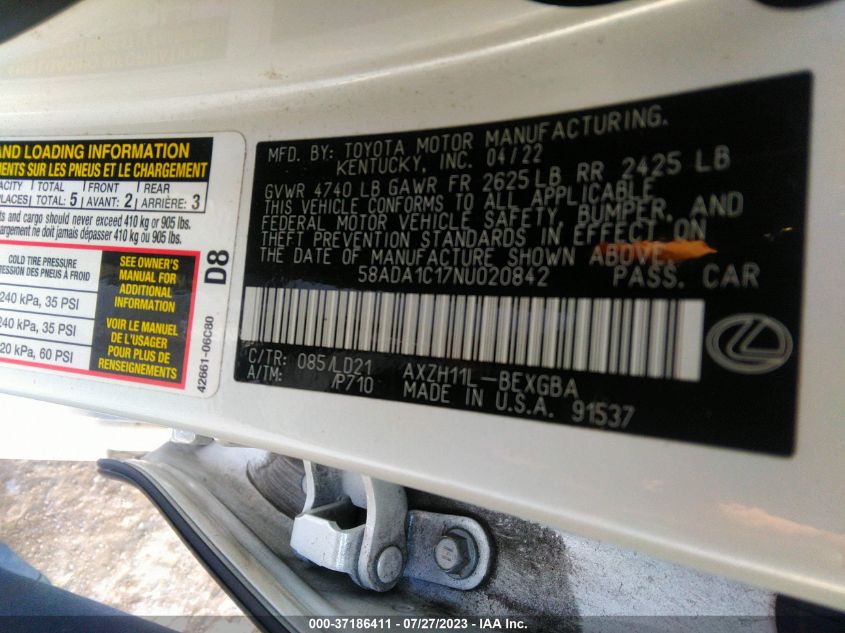 AND LOADING INFORMATION
EMENTS SUR LES PNEUS ET LE CHARGEMENT
TOTAL FRONT REAR
TOTAL: 5 AVANT: 2 ARRIÈRE: 3
and cargo should never exceed 410 kg or 905 lbs.
ne doit jamais dépasser 410 kg ou 905 lbs.
COLD TIRE PRESSURE
DES PNEUS À FROID
240 kPa, 35 PSI
240 kPa, 35 PSI
20 kPa, 60 PSI
SEE OWNER'S
MANUAL FOR
ADDITIONAL
INFORMATION
VOIR LE MANUEL
DE L'USAGER
POUR PLUS DE
RENSEIGNEMENTS
D8
42661-06C80
MFD. BY: TOYOTA MOTOR MANUFACTURING.
KENTUCKY, INC. 04/22
GVWR 4740 LB GAWR FR 2625 LB RR 2425 LB
THIS VEHICLE CONFORMS TO ALL APPLICABLE
FEDERAL MOTOR VEHICLE SAFETY, BUMPER, AND
THEFT PREVENTION STANDARDS IN EFFECT ON
THE DATE OF MANUFACTURE SHOWN ABOVE.
58ADA1C17NU020842 PASS. CAR
C/TR: 085/LD21 AXZH11L-BEXGBA
A/TM: /P710 MADE IN U.S.A. 91537
000-37186411 - 07/27/2023 - IAA Inc.